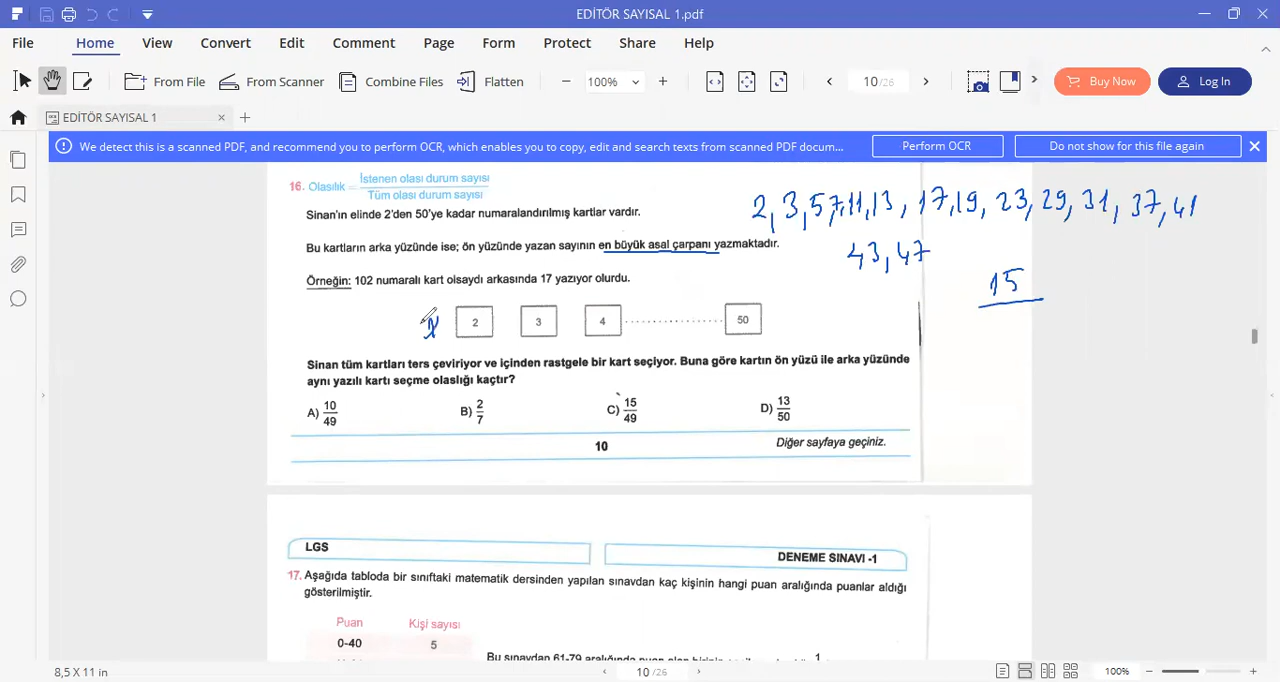 EDİTÖR SAYISAL 1.pdf
File Home View Convert Edit Comment Page Form Protect Share Help
From File From Scanner Combine Files Flatten 100% 10 /26 Buy Now Log In
EDİTÖR SAYISAL 1
We detect this is a scanned PDF, and recommend you to perform OCR, which enables you to copy, edit and search texts from scanned PDF docum... Perform OCR Do not show for this file again
16. Olasılık = İstenen olası durum sayısı
Tüm olası durum sayısı
2, 3, 5, 7, 11, 13, 17, 19, 23, 29, 31, 37, 41
43, 47
15
Sinan'ın elinde 2'den 50'ye kadar numaralandırılmış kartlar vardır.
Bu kartların arka yüzünde ise; ön yüzünde yazan sayının en büyük asal çarpanı yazmaktadır.
Örneğin: 102 numaralı kart olsaydı arkasında 17 yazıyor olurdu.
2 3 4 .................... 50
Sinan tüm kartları ters çeviriyor ve içinden rastgele bir kart seçiyor. Buna göre kartın ön yüzü ile arka yüzünde
aynı yazılı kartı seçme olaslığı kaçtır?
A) 10/49 B) 2/7 C) 15/49 D) 13/50
10 Diğer sayfaya geçiniz.
LGS DENEME SINAVI -1
17. Aşağıda tabloda bir sınıftaki matematik dersinden yapılan sınavdan kaç kişinin hangi puan aralığında puanlar aldığı
gösterilmiştir.
Puan Kişi sayısı
0-40 5
Bu sınavdan 61-79 aralığında puan alan
8,5 X 11 in 10 /26 100%